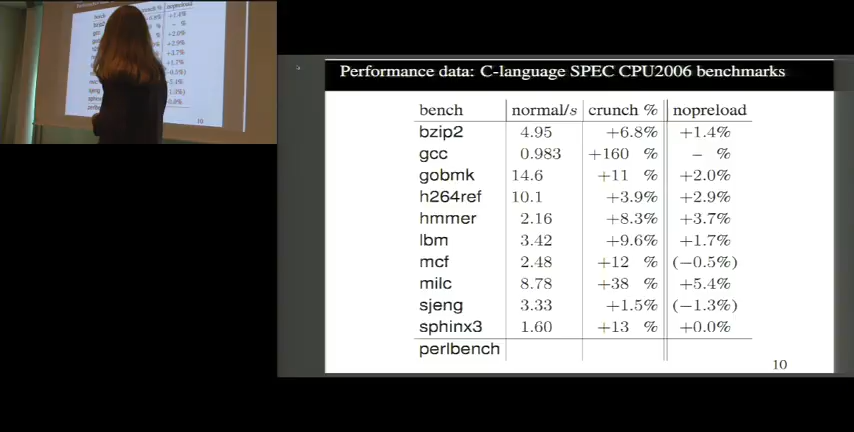 Performance data: C-language SPEC CPU2006 benchmarks
bench normal/s crunch % nopreload
bzip2 4.95 +6.8% +1.4%
gcc 0.983 +160 % – %
gobmk 14.6 +11 % +2.0%
h264ref 10.1 +3.9% +2.9%
hmmer 2.16 +8.3% +3.7%
lbm 3.42 +9.6% +1.7%
mcf 2.48 +12 % (−0.5%)
milc 8.78 +38 % +5.4%
sjeng 3.33 +1.5% (−1.3%)
sphinx3 1.60 +13 % +0.0%
perlbench
10